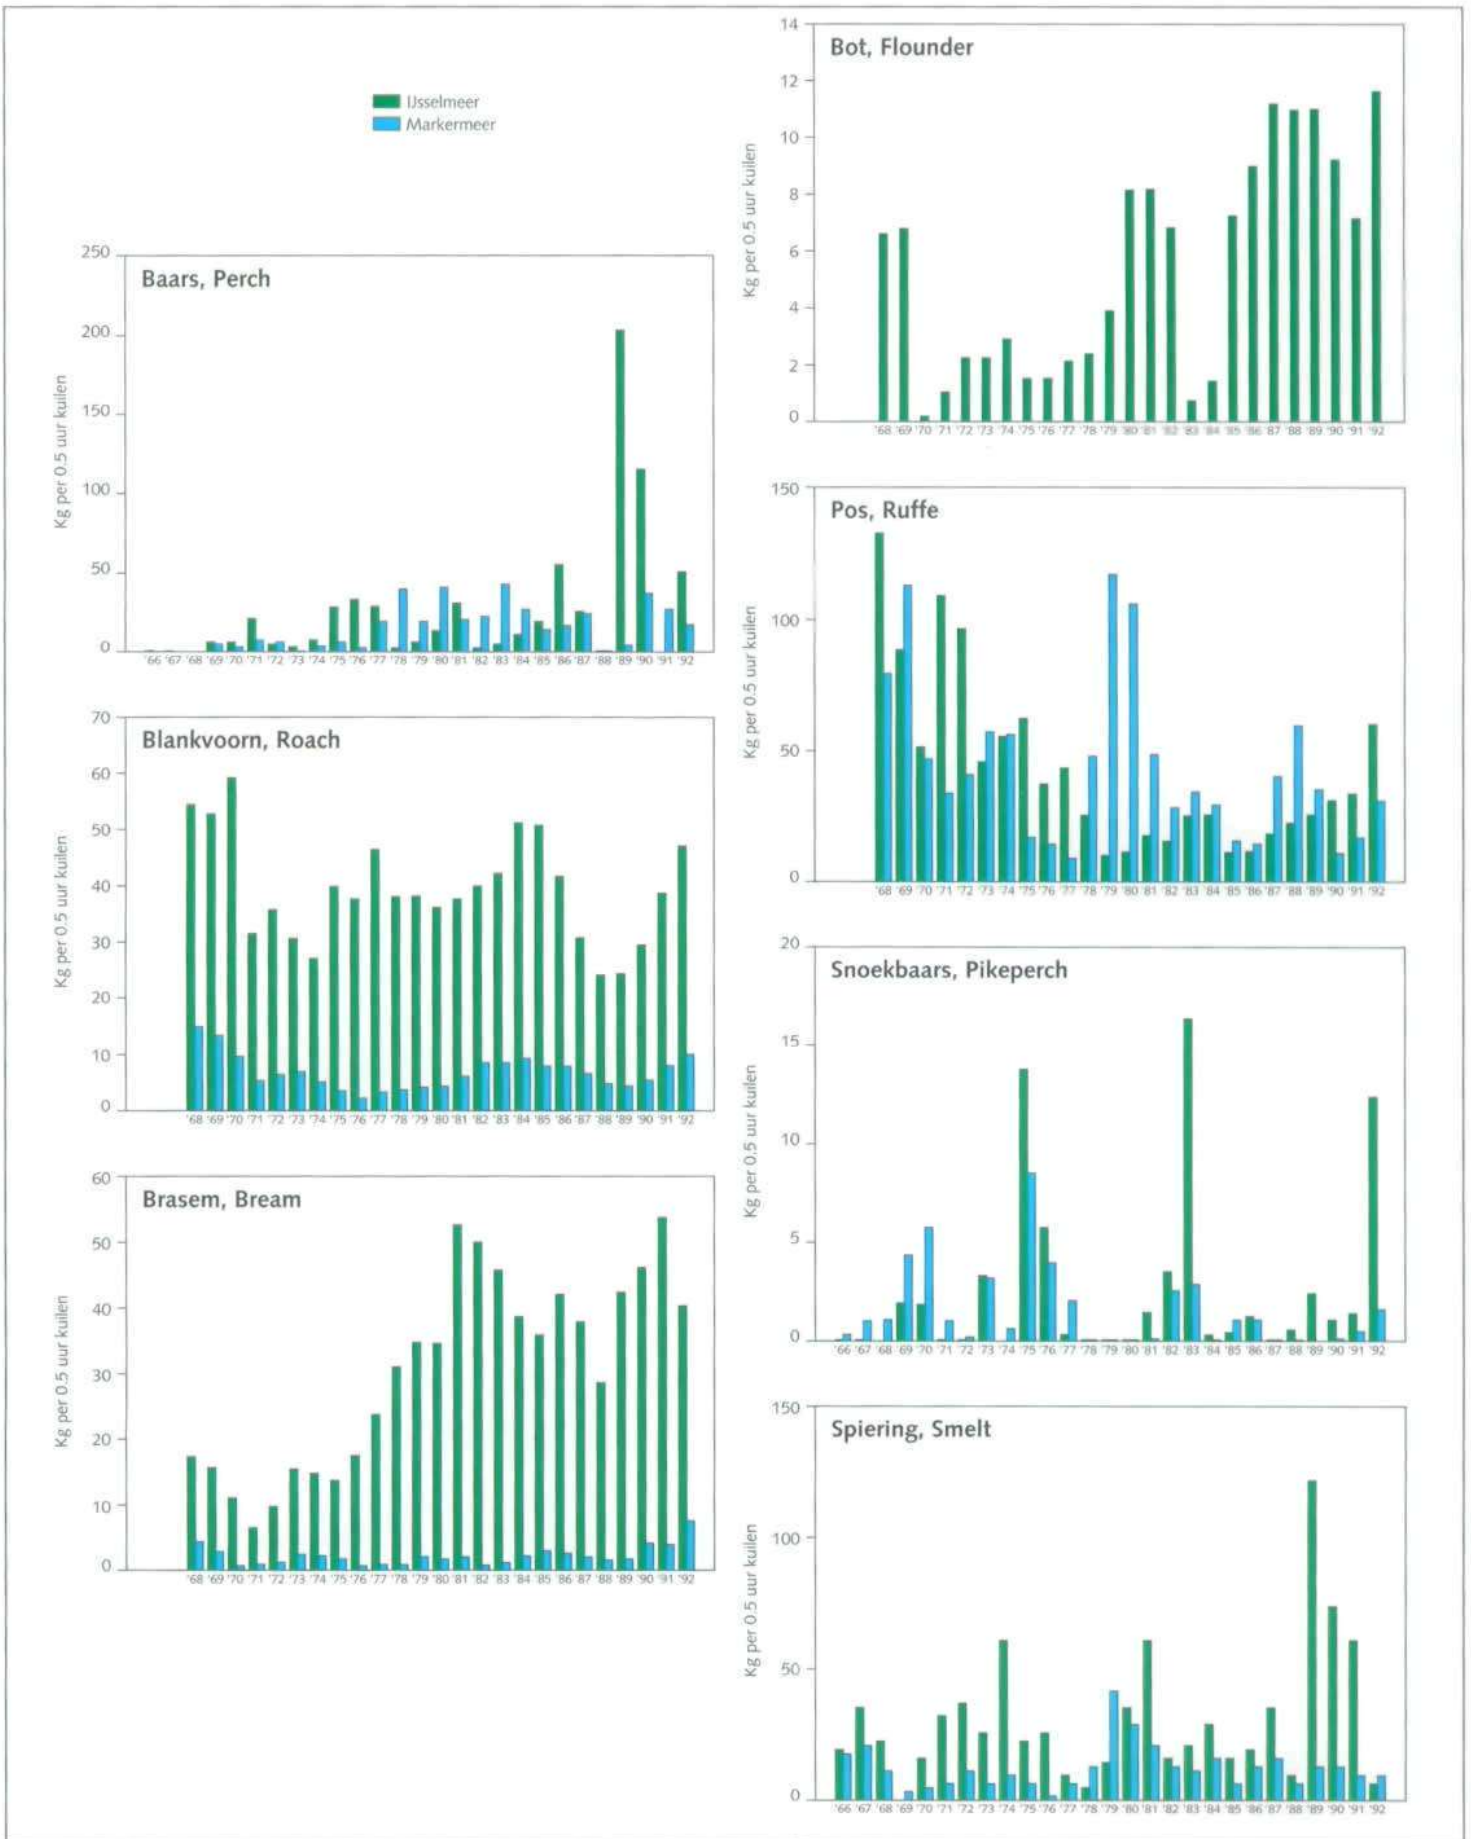 IJsselmeer
Markermeer
Baars, Perch
Kg per 0.5 uur kuilen
250
200
150
100
50
0
'66 '67 '68 '69 '70 '71 '72 '73 '74 '75 '76 '77 '78 '79 '80 '81 '82 '83 '84 '85 '86 '87 '88 '89 '90 '91 '92
Blankvoorn, Roach
Kg per 0.5 uur kuilen
70
60
50
40
30
20
10
0
'68 '69 '70 '71 '72 '73 '74 '75 '76 '77 '78 '79 '80 '81 '82 '83 '84 '85 '86 '87 '88 '89 '90 '91 '92
Brasem, Bream
Kg per 0.5 uur kuilen
60
50
40
30
20
10
0
'68 '69 '70 '71 '72 '73 '74 '75 '76 '77 '78 '79 '80 '81 '82 '83 '84 '85 '86 '87 '88 '89 '90 '91 '92
Bot, Flounder
Kg per 0.5 uur kuilen
14
12
10
8
6
4
2
0
'68 '69 '70 '71 '72 '73 '74 '75 '76 '77 '78 '79 '80 '81 '82 '83 '84 '85 '86 '87 '88 '89 '90 '91 '92
Pos, Ruffe
Kg per 0.5 uur kuilen
150
100
50
0
'68 '69 '70 '71 '72 '73 '74 '75 '76 '77 '78 '79 '80 '81 '82 '83 '84 '85 '86 '87 '88 '89 '90 '91 '92
Snoekbaars, Pikeperch
Kg per 0.5 uur kuilen
20
15
10
5
0
'66 '67 '68 '69 '70 '71 '72 '73 '74 '75 '76 '77 '78 '79 '80 '81 '82 '83 '84 '85 '86 '87 '88 '89 '90 '91 '92
Spiering, Smelt
Kg per 0.5 uur kuilen
150
100
50
0
'66 '67 '68 '69 '70 '71 '72 '73 '74 '75 '76 '77 '78 '79 '80 '81 '82 '83 '84 '85 '86 '87 '88 '89 '90 '91 '92